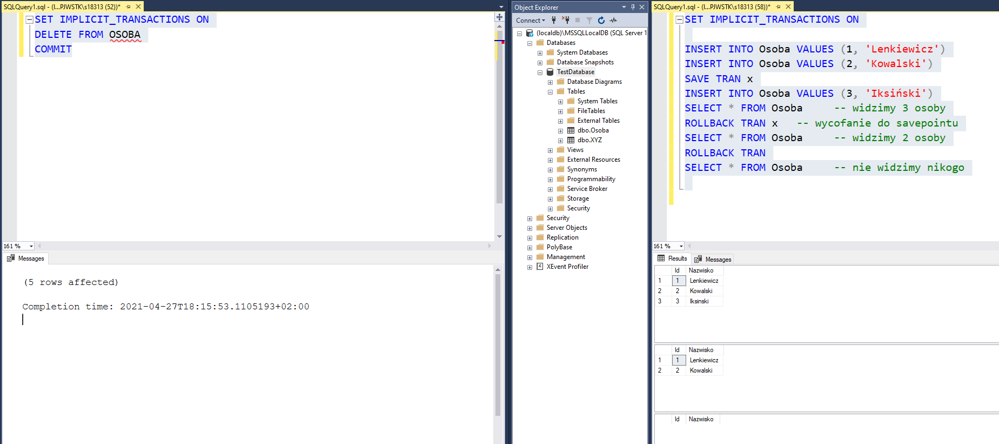 SQLQuery1.sql - (l...PJWSTK\s18313 (52))*
SET IMPLICIT_TRANSACTIONS ON
DELETE FROM OSOBA
COMMIT
161 %
Messages
(5 rows affected)
Completion time: 2021-04-27T18:15:53.1105193+02:00
Object Explorer
Connect
(localdb)\MSSQLLocalDB (SQL Server 1
Databases
System Databases
Database Snapshots
TestDatabase
Database Diagrams
Tables
System Tables
FileTables
External Tables
dbo.Osoba
dbo.XYZ
Views
External Resources
Synonyms
Programmability
Service Broker
Storage
Security
Security
Server Objects
Replication
PolyBase
Management
XEvent Profiler
SQLQuery1.sql - (l...PJWSTK\s18313 (58))*
SET IMPLICIT_TRANSACTIONS ON
INSERT INTO Osoba VALUES (1, 'Lenkiewicz')
INSERT INTO Osoba VALUES (2, 'Kowalski')
SAVE TRAN x
INSERT INTO Osoba VALUES (3, 'Iksiński')
SELECT * FROM Osoba -- widzimy 3 osoby
ROLLBACK TRAN x -- wycofanie do savepointu
SELECT * FROM Osoba -- widzimy 2 osoby
ROLLBACK TRAN
SELECT * FROM Osoba -- nie widzimy nikogo
161 %
Results Messages
Id Nazwisko
1 1 Lenkiewicz
2 2 Kowalski
3 3 Iksinski
Id Nazwisko
1 1 Lenkiewicz
2 2 Kowalski
Id Nazwisko